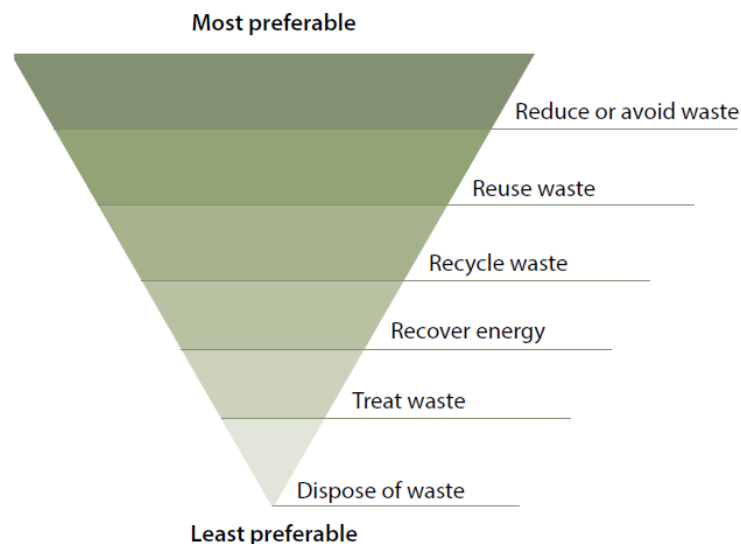 Most preferable
Reduce or avoid waste
Reuse waste
Recycle waste
Recover energy
Treat waste
Dispose of waste
Least preferable